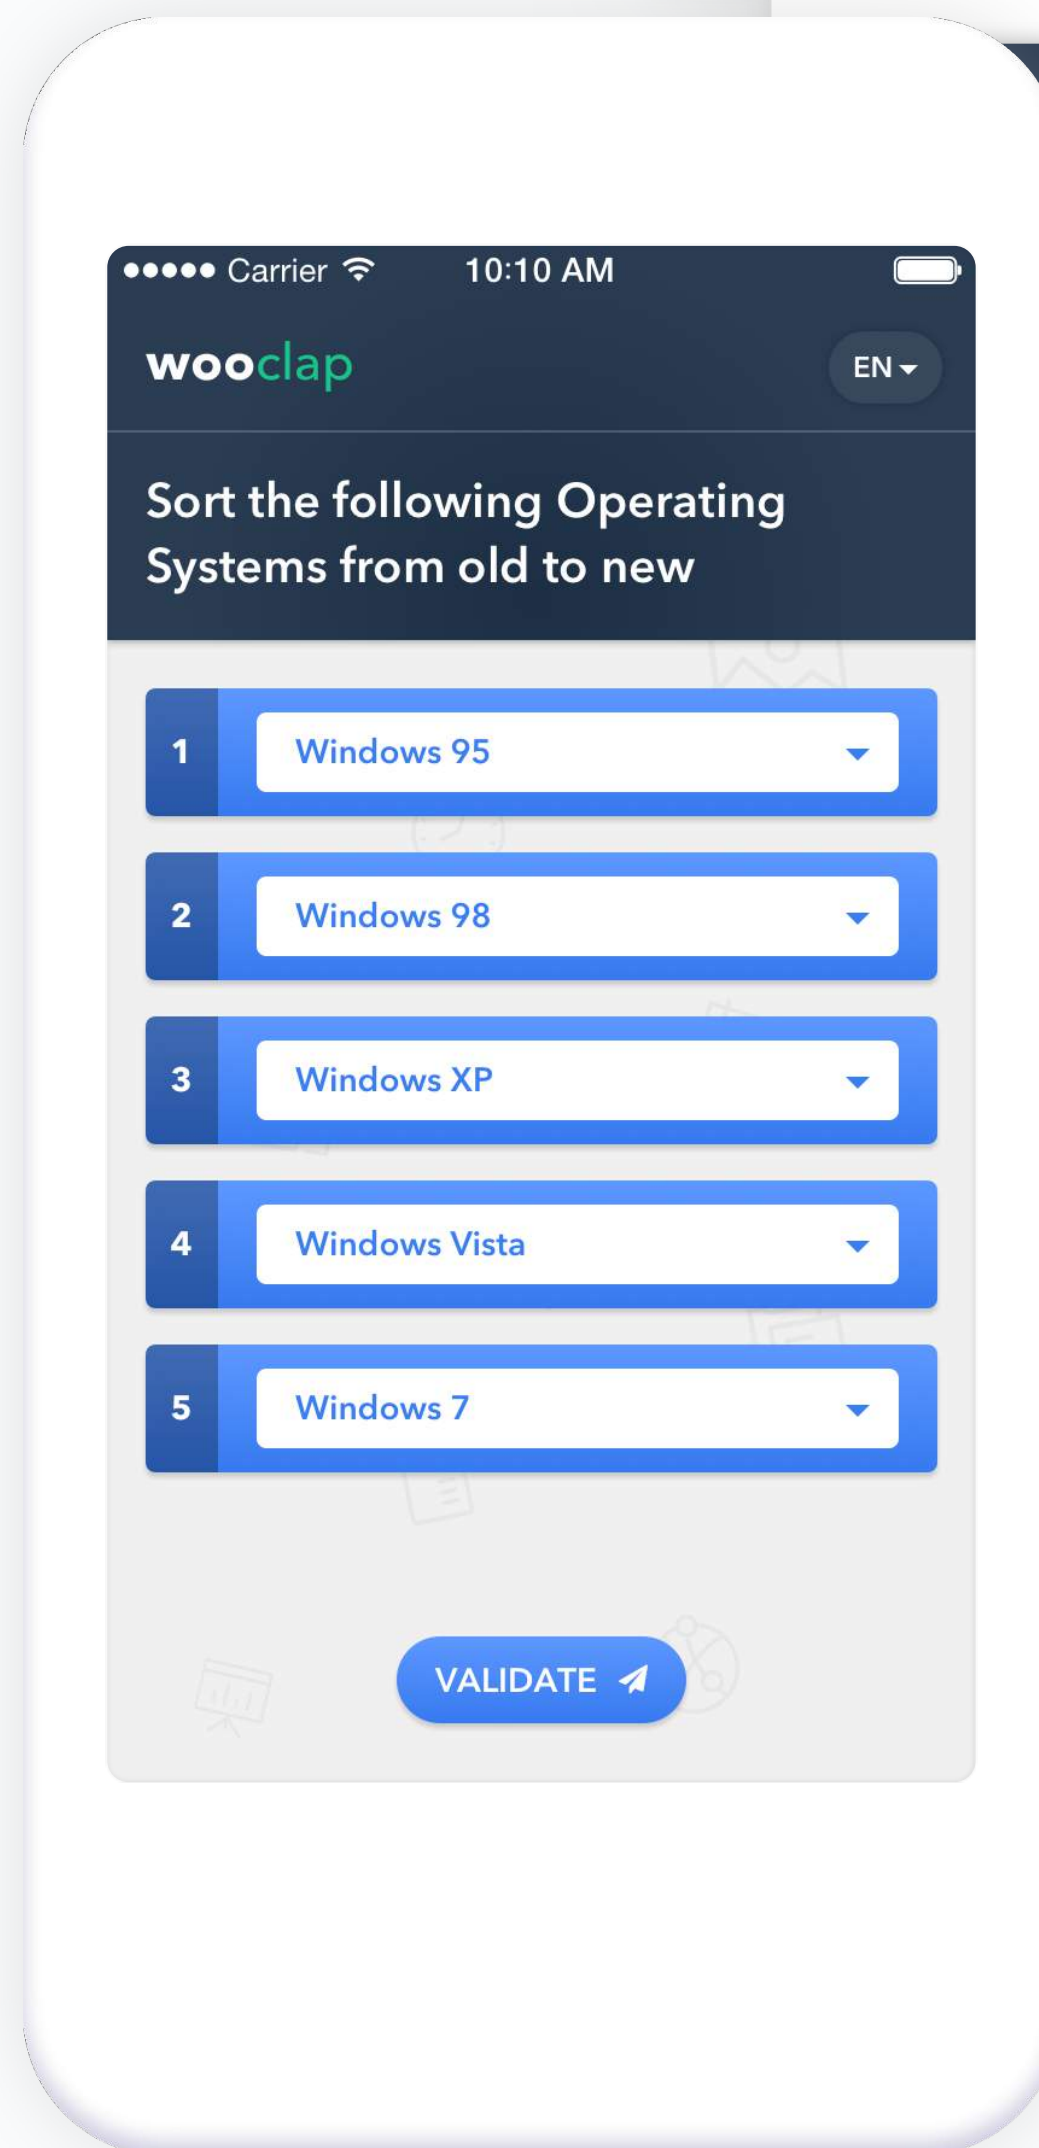 Carrier 10:10 AM
wooclap EN
Sort the following Operating
Systems from old to new
1 Windows 95
2 Windows 98
3 Windows XP
4 Windows Vista
5 Windows 7
VALIDATE